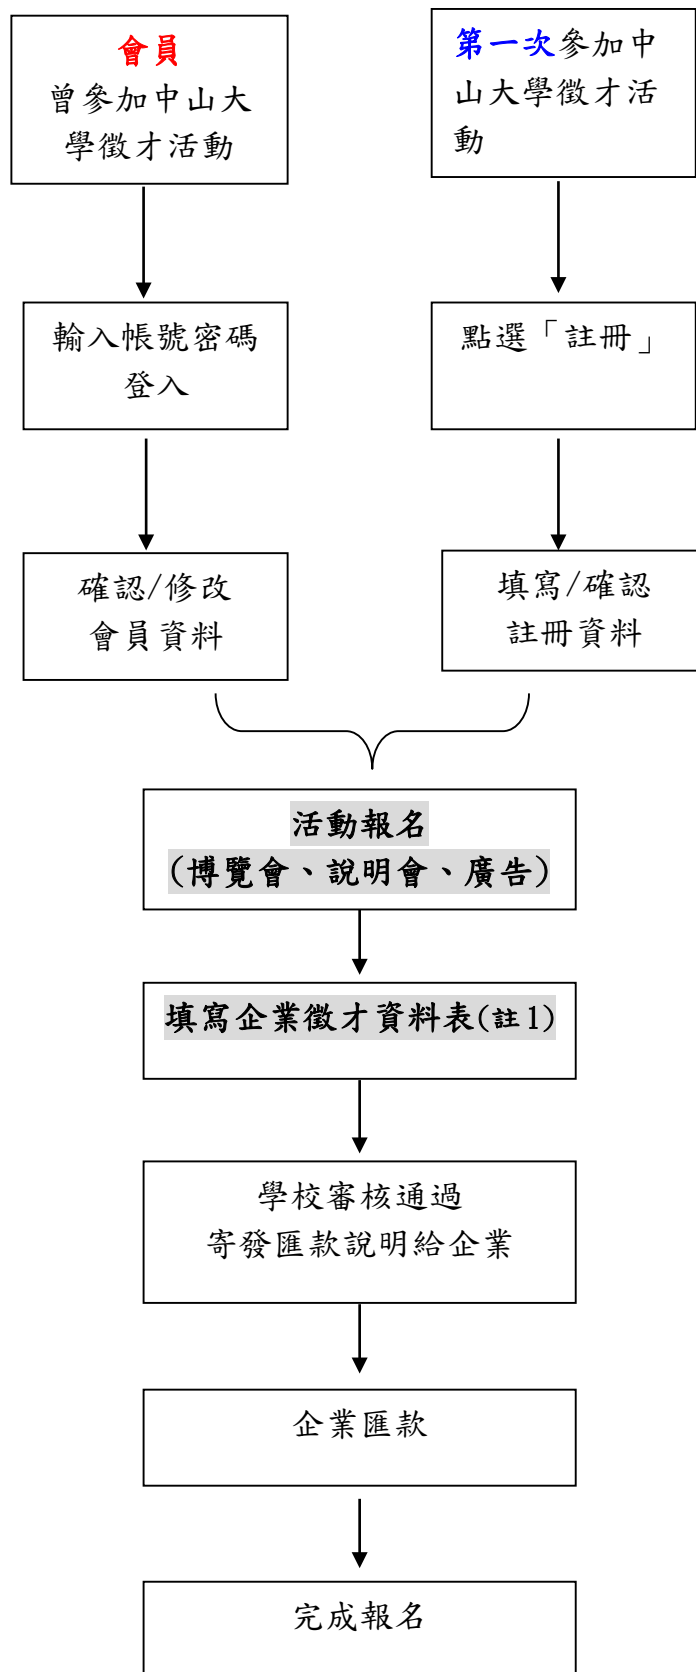 會員
曾參加中山大
學徵才活動
第一次參加中
山大學徵才活
動
輸入帳號密碼
登入
點選「註冊」
確認/修改
會員資料
填寫/確認
註冊資料
活動報名
(博覽會、說明會、廣告)
填寫企業徵才資料表(註1)
學校審核通過
寄發匯款說明給企業
企業匯款
完成報名